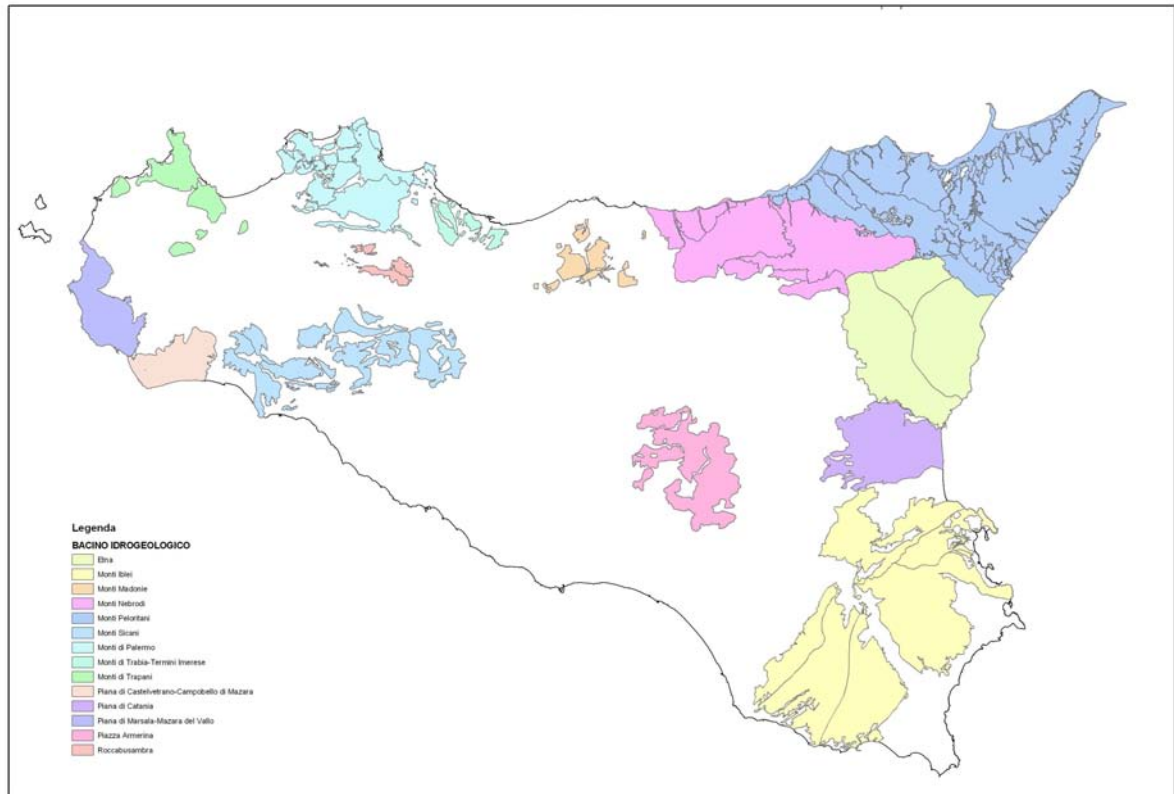 Legenda
BACINO IDROGEOLOGICO
Etna
Monti Iblei
Monti Madonie
Monti Nebrodi
Monti Peloritani
Monti Sicani
Monti di Palermo
Monti di Trabia-Termini Imerese
Monti di Trapani
Piana di Castelvetrano-Campobello di Mazara
Piana di Catania
Piana di Marsala-Mazara del Vallo
Piazza Armerina
Roccabusambra